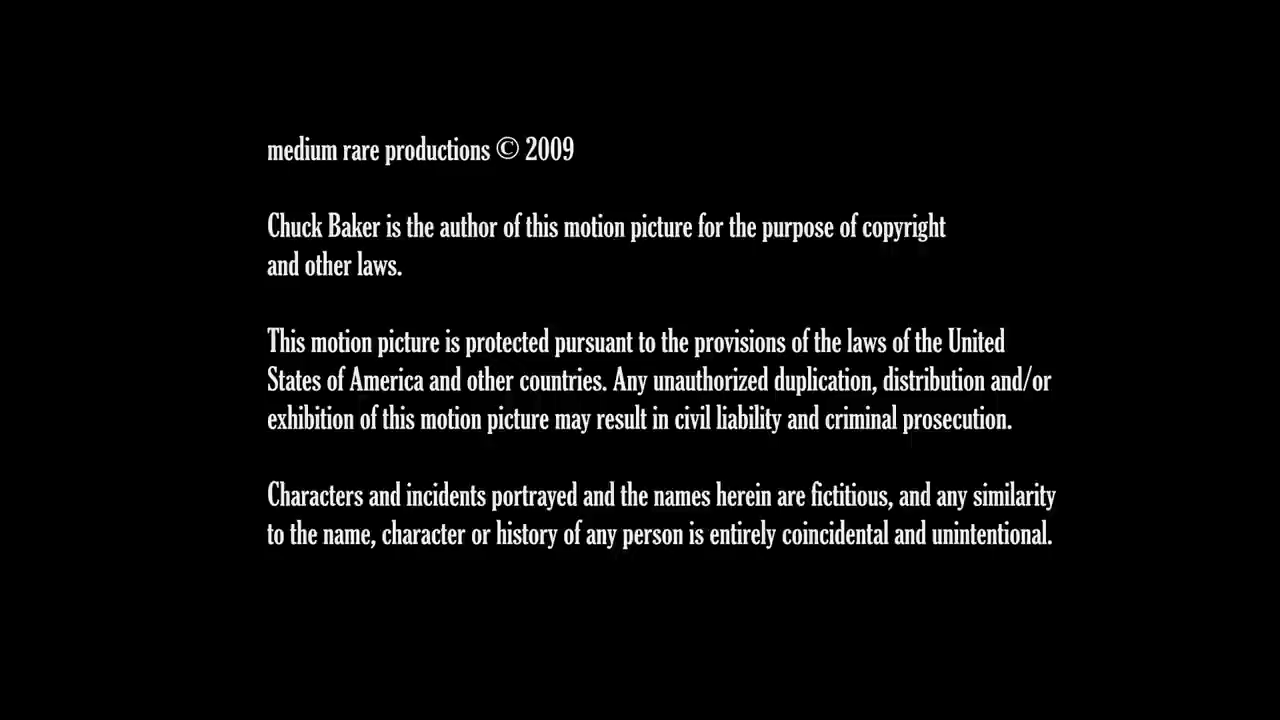 medium rare productions © 2009
Chuck Baker is the author of this motion picture for the purpose of copyright
and other laws.
This motion picture is protected pursuant to the provisions of the laws of the United
States of America and other countries. Any unauthorized duplication, distribution and/or
exhibition of this motion picture may result in civil liability and criminal prosecution.
Characters and incidents portrayed and the names herein are fictitious, and any similarity
to the name, character or history of any person is entirely coincidental and unintentional.